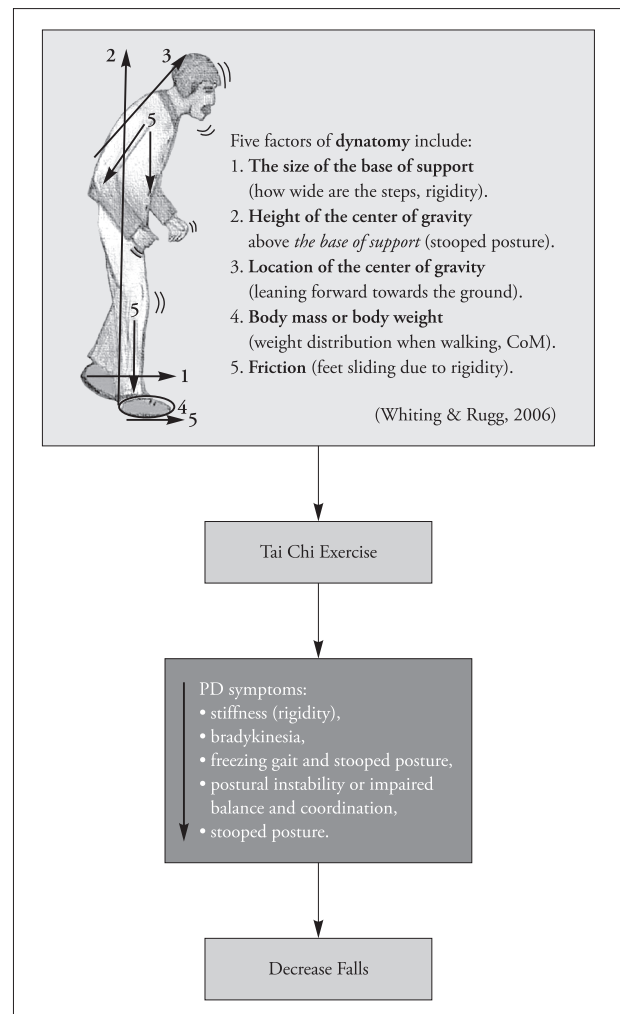 2
3
5
Five factors of dynatomy include:
1. The size of the base of support
(how wide are the steps, rigidity).
2. Height of the center of gravity
above the base of support (stooped posture).
3. Location of the center of gravity
(leaning forward towards the ground).
4. Body mass or body weight
(weight distribution when walking, CoM).
5. Friction (feet sliding due to rigidity).
5
1
4
5
(Whiting & Rugg, 2006)
Tai Chi Exercise
PD symptoms:
• stiffness (rigidity),
• bradykinesia,
• freezing gait and stooped posture,
• postural instability or impaired
balance and coordination,
• stooped posture.
Decrease Falls